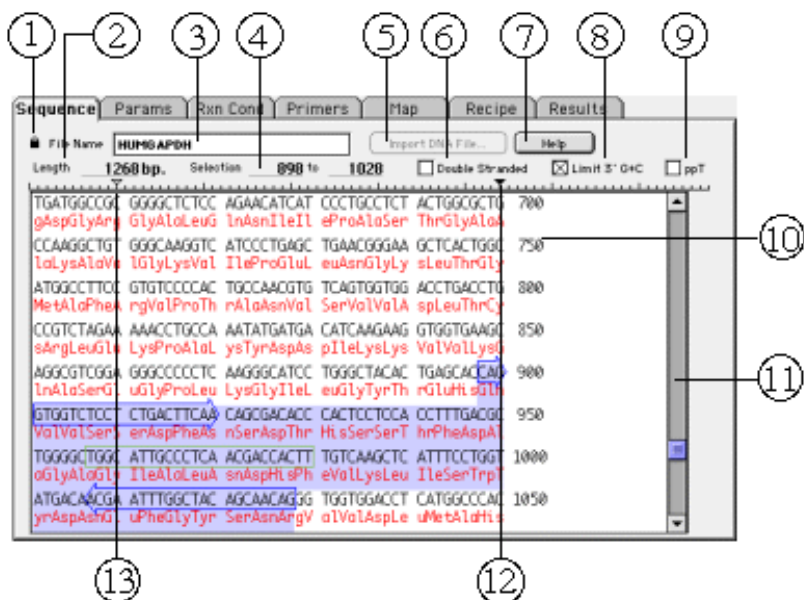 1 2 3 4 5 6 7 8 9
Sequence Params Rxn Cond Primers Map Recipe Results
File Name HUMGAPDH Import DNA File... Help
Length 1268 bp. Selection 898 to 1028 Double Stranded Limit 3' G+C ppT
TGATGGCCGC GGGGCTCTCC AGAACATCAT CCCTGCCTCT ACTGGCGCTG 700
gAspGlyArg GlyAlaLeuG lnAsnIleIl eProAlaSer ThrGlyAlaA
10
CCAAGGCTGT GGGCAAGGTC ATCCCTGAGC TGAACGGGAA GCTCACTGGC 750
laLysAlaVa lGlyLysVal IleProGluL euAsnGlyLy sLeuThrGly
ATGGCCTTCC GTGTCCCCAC TGCCAACGTG TCAGTGGTGG ACCTGACCTG 800
MetAlaPheA rgValProTh rAlaAsnVal SerValValA spLeuThrCy
CCGTCTAGAA AAACCTGCCA AATATGATGA CATCAAGAAG GTGGTGAAGC 850
sArgLeuGlu LysProAlaL ysTyrAspAs pIleLysLys ValValLysG
AGGCGTCGGA GGGCCCCCTC AAGGGCATCC TGGGCTACAC TGAGCACCAG 900
lnAlaSerGl uGlyProLeu LysGlyIleL euGlyTyrTh rGluHisGln
11
GTGGTCTCCT CTGACTTCAA CAGCGACACC CACTCCTCCA CCTTTGACGC 950
ValValSerS erAspPheAs nSerAspThr HisSerSerT hrPheAspAl
TGGGGCTGGC ATTGCCCTCA ACGACCACTT TGTCAAGCTC ATTTCCTGGT 1000
aGlyAlaGly IleAlaLeuA snAspHisPh eValLysLeu IleSerTrpT
ATGACAACGA ATTTGGCTAC AGCAACAGGG TGGTGGACCT CATGGCCCAC 1050
yrAspAsnGl uPheGlyTyr SerAsnArgV alValAspLe uMetAlaHis
13 12